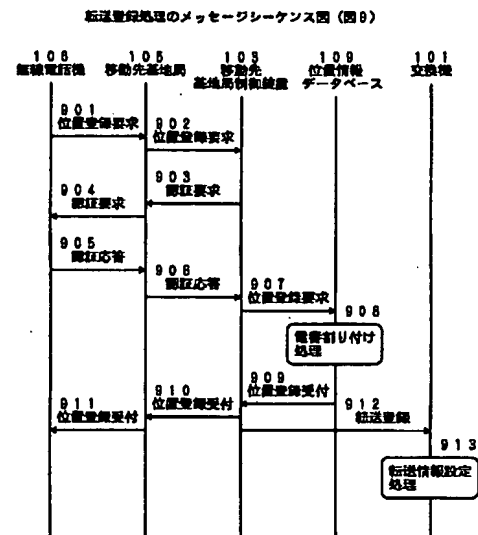 転送登録処理のメッセージシーケンス図(図9)
106
無線電話機
105
移動先基地局
103
移動先
基地局制御装置
109
位置情報
データベース
101
交換機
901
位置登録要求
902
位置登録要求
903
認証要求
904
認証要求
905
認証応答
906
認証応答
907
位置登録要求
908
電番割り付け
処理
909
位置登録受付
910
位置登録受付
911
位置登録受付
912
転送登録
913
転送情報設定
処理